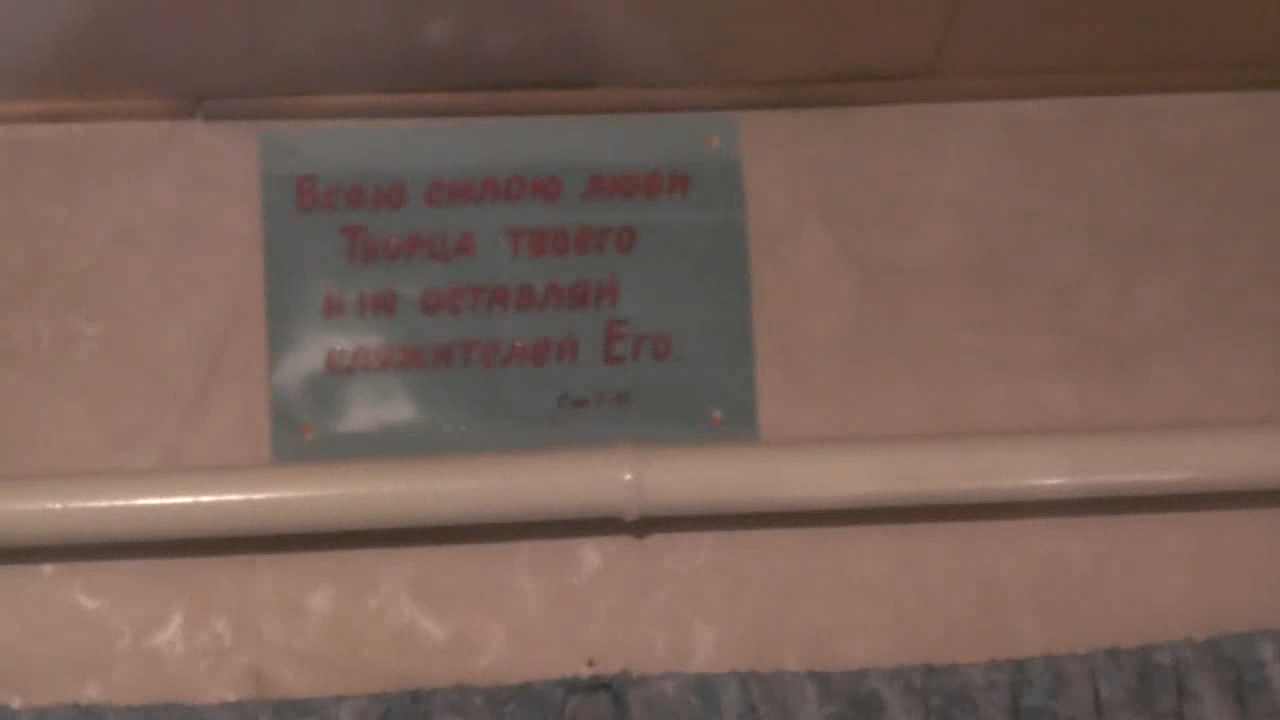 Всею силою люби
Творца твоего
и не оставляй
служителей Его.